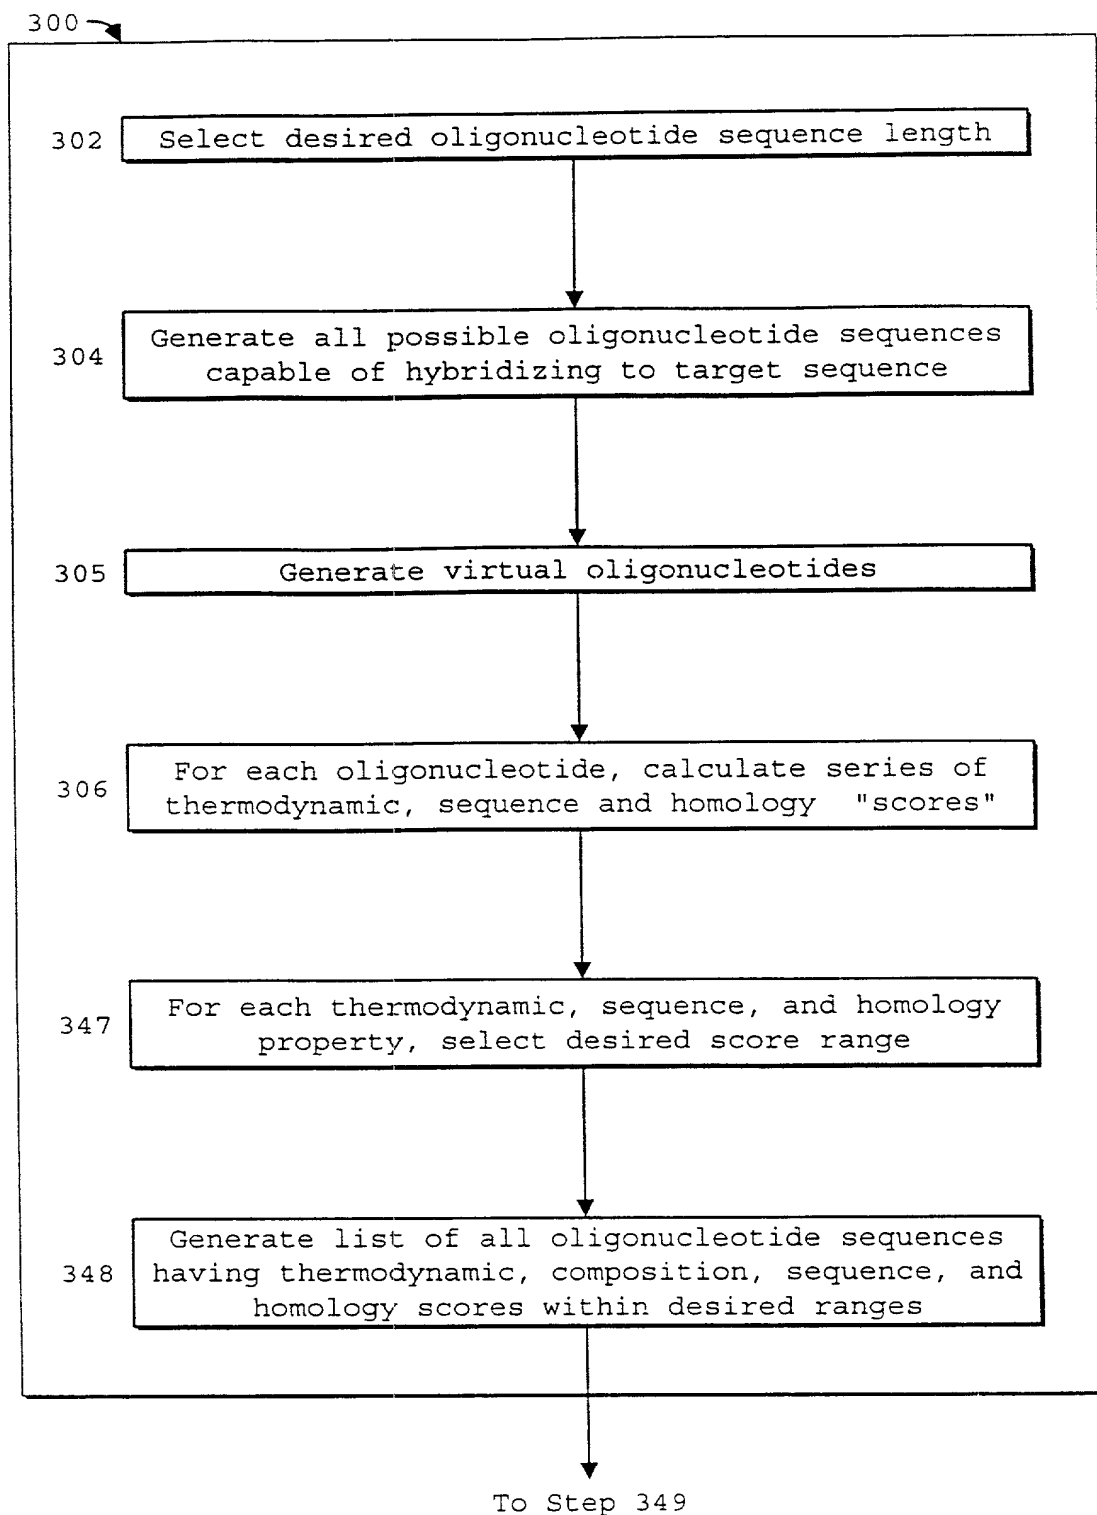 300
302
Select desired oligonucleotide sequence length
304
Generate all possible oligonucleotide sequences
capable of hybridizing to target sequence
305
Generate virtual oligonucleotides
306
For each oligonucleotide, calculate series of
thermodynamic, sequence and homology "scores"
347
For each thermodynamic, sequence, and homology
property, select desired score range
348
Generate list of all oligonucleotide sequences
having thermodynamic, composition, sequence, and
homology scores within desired ranges
To Step 349